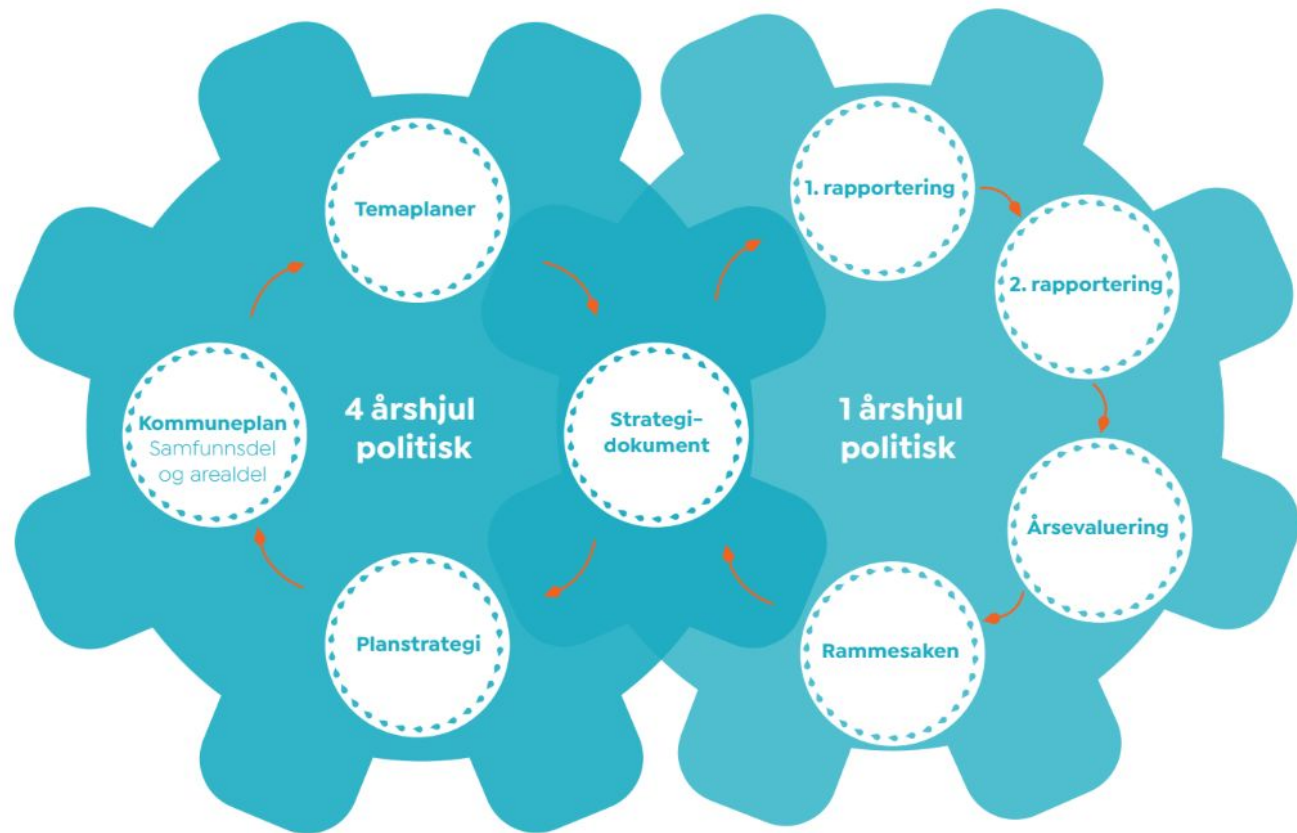 Temaplaner
1. rapportering
2. rapportering
4 årshjul
politisk
Kommuneplan
Samfunnsdel
og arealdel
Strategi-
dokument
1 årshjul
politisk
Årsevaluering
Planstrategi
Rammesaken